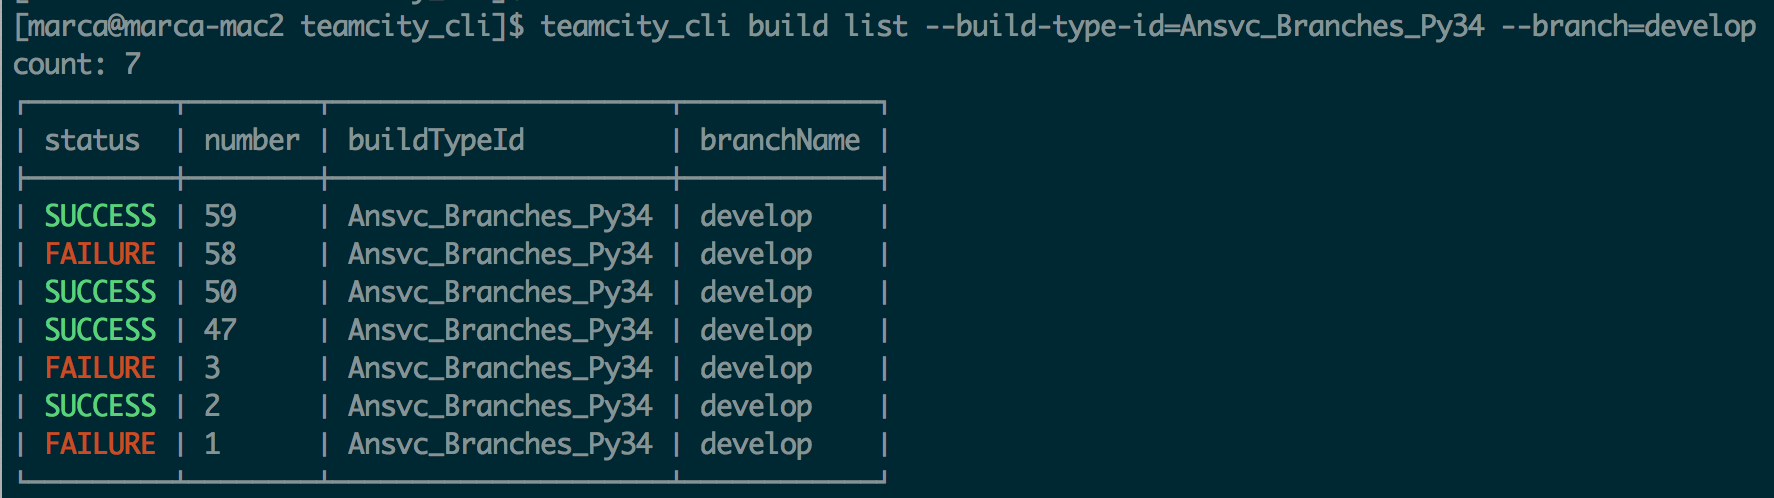 [marca@marca-mac2 teamcity_cli]$ teamcity_cli build list --build-type-id=Ansvc_Branches_Py34 --branch=develop
count: 7
| status | number | buildTypeId | branchName |
| SUCCESS | 59 | Ansvc_Branches_Py34 | develop |
| FAILURE | 58 | Ansvc_Branches_Py34 | develop |
| SUCCESS | 50 | Ansvc_Branches_Py34 | develop |
| SUCCESS | 47 | Ansvc_Branches_Py34 | develop |
| FAILURE | 3 | Ansvc_Branches_Py34 | develop |
| SUCCESS | 2 | Ansvc_Branches_Py34 | develop |
| FAILURE | 1 | Ansvc_Branches_Py34 | develop |